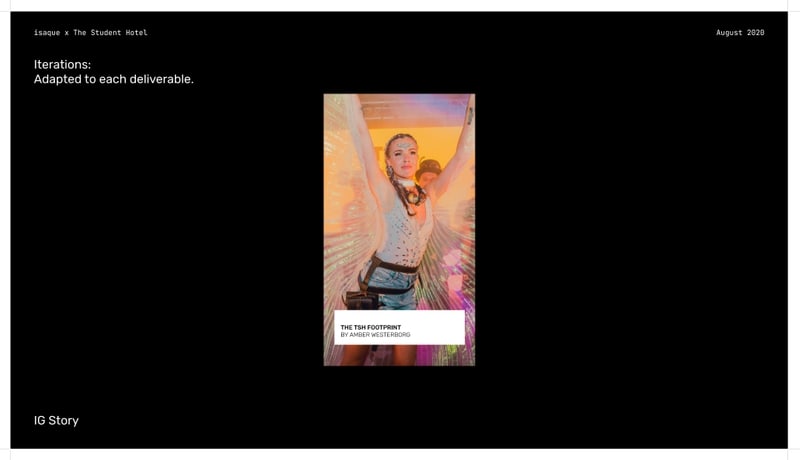 isaque x The Student Hotel
August 2020
Iterations:
Adapted to each deliverable.
THE TSH FOOTPRINT
BY AMBER WESTERBORG
IG Story